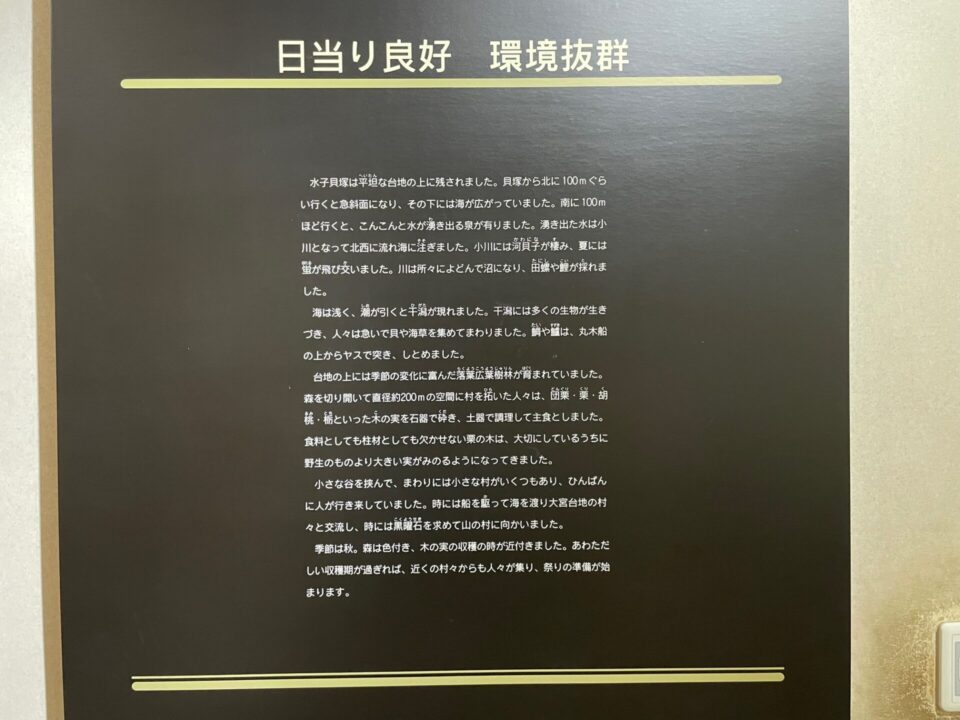 日当り良好　環境抜群
水子貝塚は平坦な台地の上に残されました。貝塚から北に100ｍぐら
い行くと急斜面になり、その下には海が広がっていました。南に100ｍ
ほど行くと、こんこんと水が湧き出る泉が有りました。湧き出た水は小
川となって北西に流れ海に注ぎました。小川には河貝子が棲み、夏には
蛍が飛び交いました。川は所々によどんで沼になり、田螺や鯉が採れま
した。
海は浅く、潮が引くと干潟が現れました。干潟には多くの生物が生き
づき、人々は急いで貝や海草を集めてまわりました。鯛や鱸は、丸木船
の上からヤスで突き、しとめました。
台地の上には季節の変化に富んだ落葉広葉樹林が育まれていました。
森を切り開いて直径約200ｍの空間に村を拓いた人々は、団栗・栗・胡
桃・栃といった木の実を石器で砕き、土器で調理して主食としました。
食料としても柱材としても欠かせない栗の木は、大切にしているうちに
野生のものより大きい実がみのるようになってきました。
小さな谷を挟んで、まわりには小さな村がいくつもあり、ひんぱん
に人が行き来していました。時には船を駆って海を渡り大宮台地の村
々と交流し、時には黒曜石を求めて山の村に向かいました。
季節は秋。森は色付き、木の実の収穫の時が近付きました。あわただ
しい収穫期が過ぎれば、近くの村々からも人々が集り、祭りの準備が始
まります。